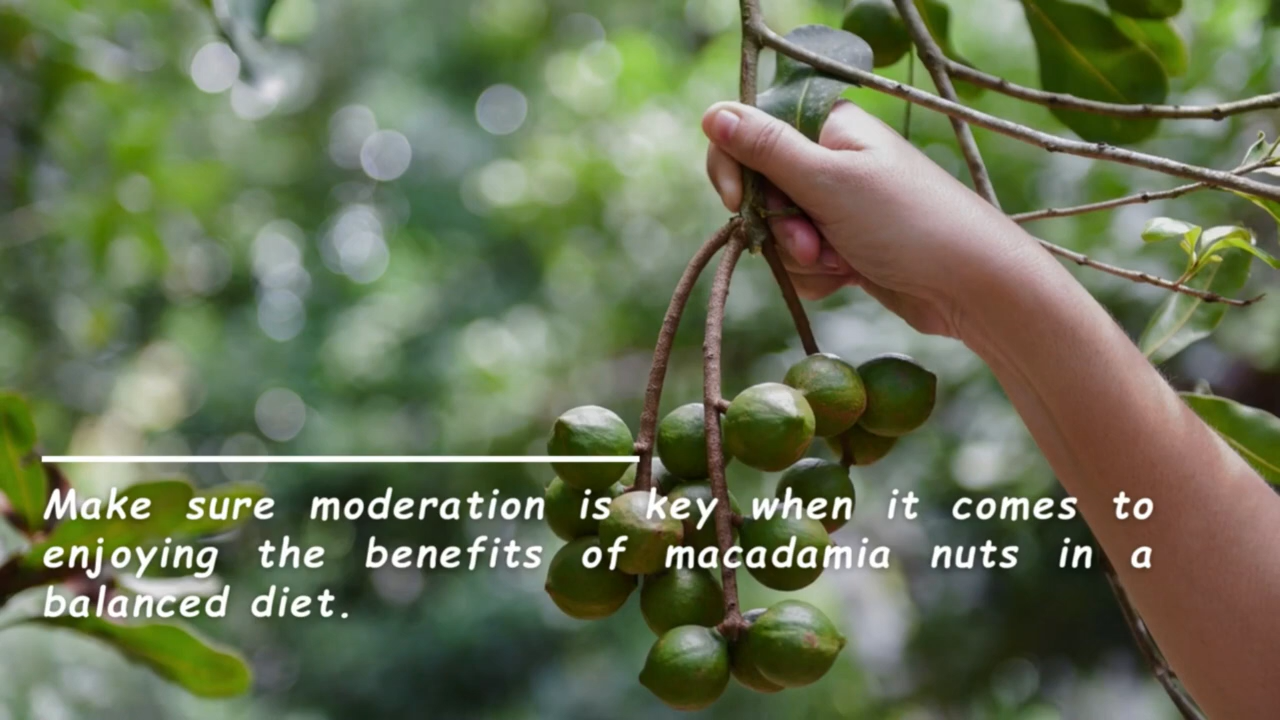 Make sure moderation is key when it comes to
enjoying the benefits of macadamia nuts in a
balanced diet.